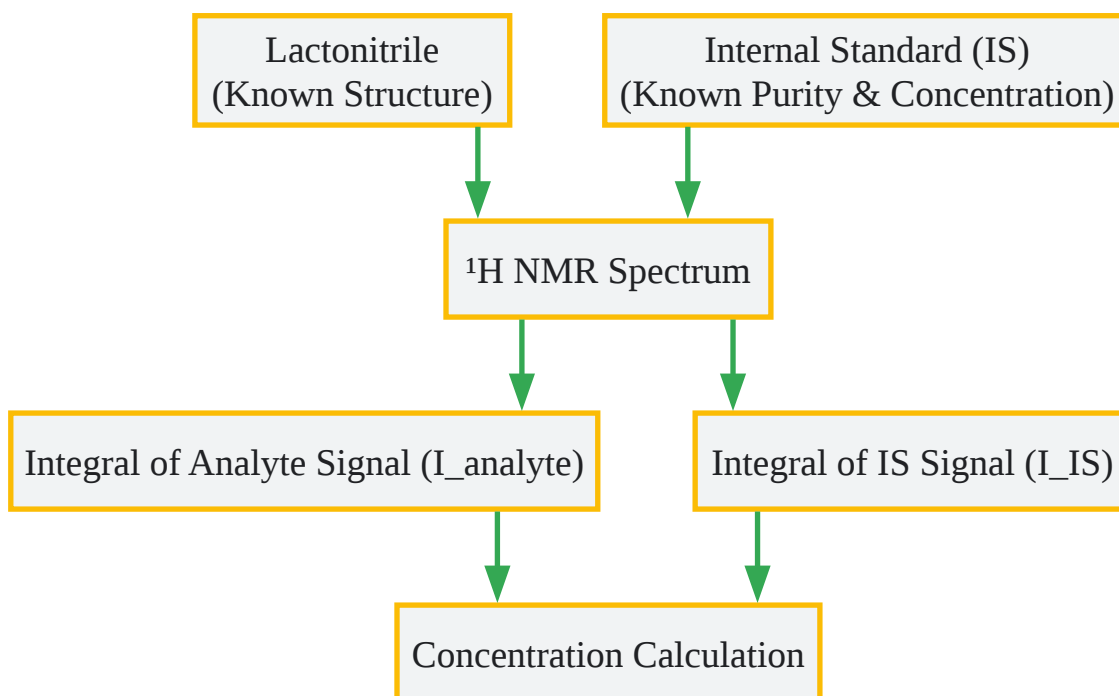 Lactonitrile
(Known Structure)
Internal Standard (IS)
(Known Purity & Concentration)
¹H NMR Spectrum
Integral of Analyte Signal (I_analyte)
Integral of IS Signal (I_IS)
Concentration Calculation